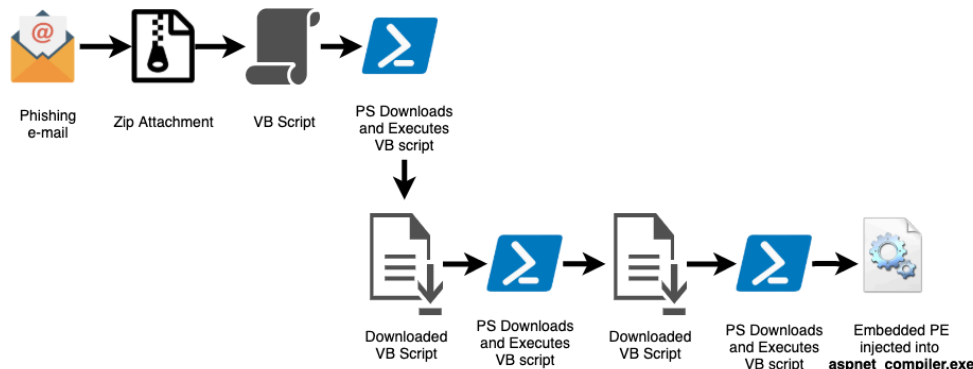 @
Phishing
e-mail
Zip Attachment
VB Script
PS Downloads
and Executes
VB script
Downloaded
VB Script
PS Downloads
and Executes
VB script
Downloaded
VB Script
PS Downloads
and Executes
VB script
Embedded PE
injected into
aspnet_compiler.exe